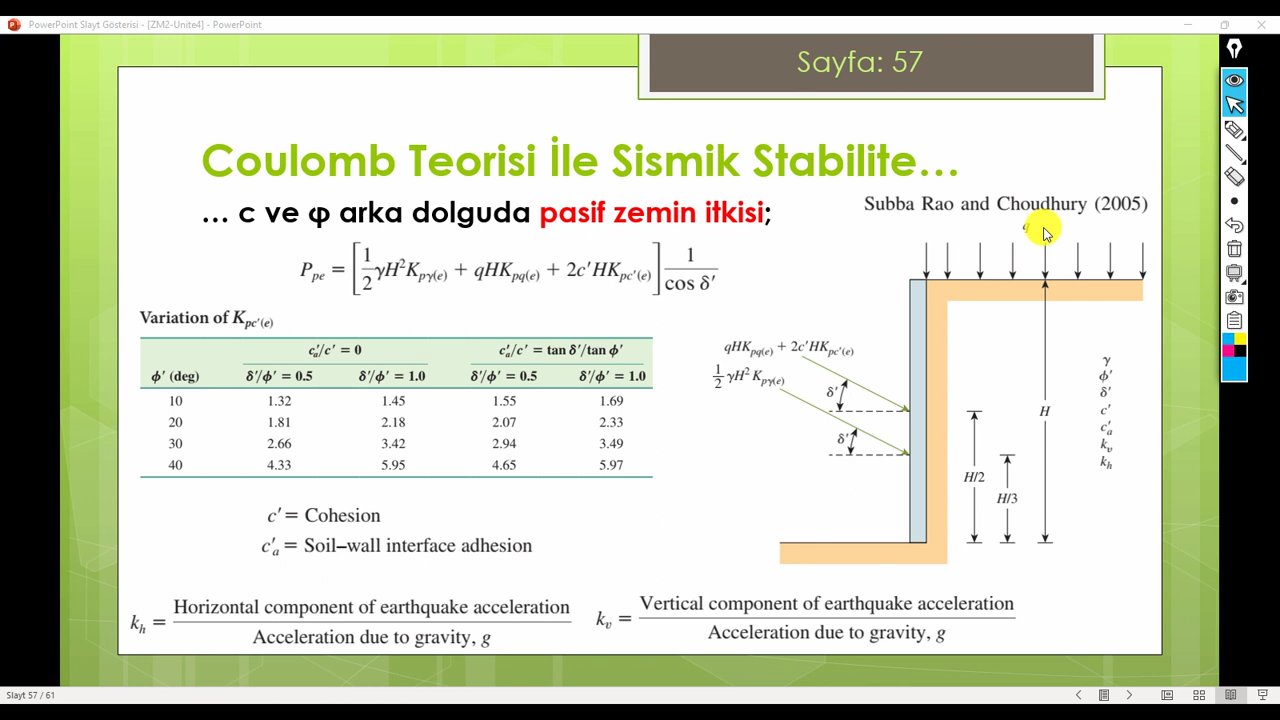 PowerPoint Slayt Gösterisi - [ZM2-Unite4] - PowerPoint
Sayfa: 57
Coulomb Teorisi İle Sismik Stabilite…
… c ve φ arka dolguda pasif zemin itkisi;
Subba Rao and Choudhury (2005)
q
P_pe = [1/2 γH²K_pγ(e) + qHK_pq(e) + 2c′HK_pc′(e)] 1/cos δ′
Variation of K_pc′(e)
c′_a/c′ = 0 c′_a/c′ = tan δ′/tan ϕ′
ϕ′ (deg) δ′/ϕ′ = 0.5 δ′/ϕ′ = 1.0 δ′/ϕ′ = 0.5 δ′/ϕ′ = 1.0
10 1.32 1.45 1.55 1.69
20 1.81 2.18 2.07 2.33
30 2.66 3.42 2.94 3.49
40 4.33 5.95 4.65 5.97
qHK_pq(e) + 2c′HK_pc′(e)
1/2 γH² K_pγ(e)
δ′
δ′
H
H/2
H/3
γ
ϕ′
δ′
c′
c′_a
k_v
k_h
c′ = Cohesion
c′_a = Soil–wall interface adhesion
k_h = Horizontal component of earthquake acceleration / Acceleration due to gravity, g
k_v = Vertical component of earthquake acceleration / Acceleration due to gravity, g
Slayt 57 / 61